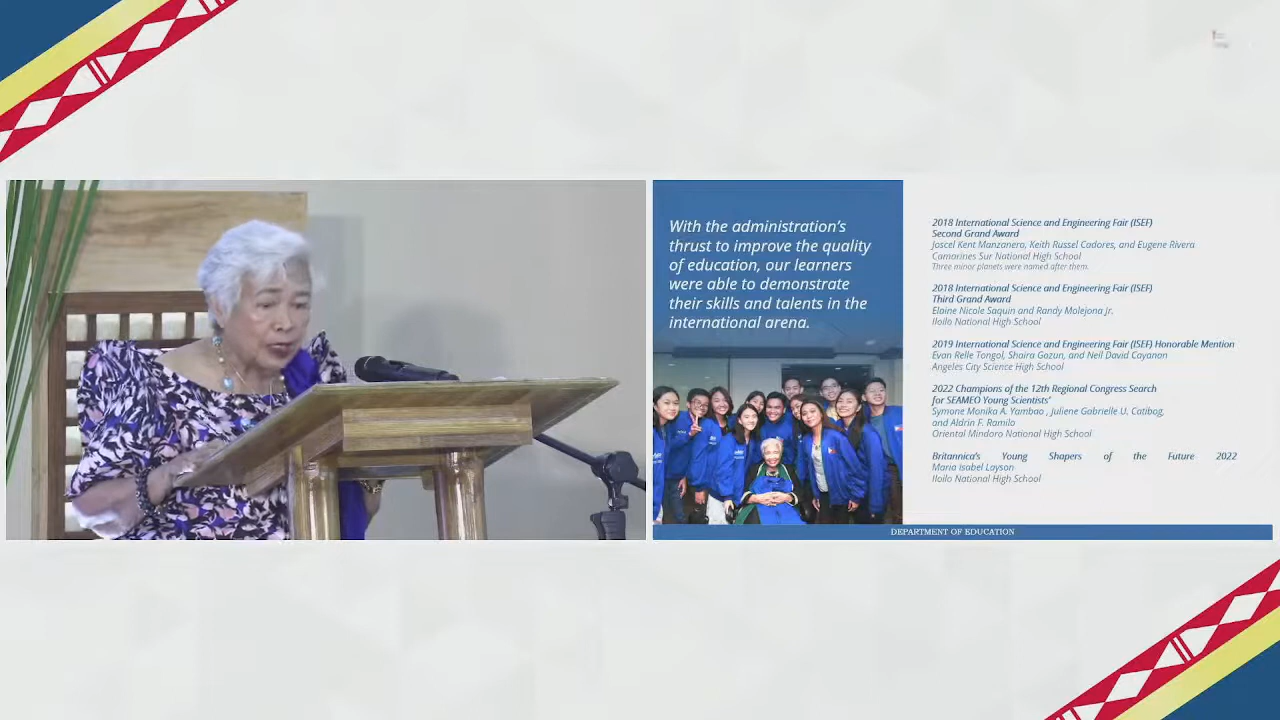 With the administration's
thrust to improve the quality
of education, our learners
were able to demonstrate
their skills and talents in the
international arena.
2018 International Science and Engineering Fair (ISEF)
Second Grand Award
Joscel Kent Manzanero, Keith Russel Cadores, and Eugene Rivera
Camarines Sur National High School
Three minor planets were named after them.
2018 International Science and Engineering Fair (ISEF)
Third Grand Award
Elaine Nicole Saquin and Randy Molejona Jr.
Iloilo National High School
2019 International Science and Engineering Fair (ISEF) Honorable Mention
Evan Relle Tongol, Shaira Gozun, and Neil David Cayanan
Angeles City Science High School
2022 Champions of the 12th Regional Congress Search
for SEAMEO Young Scientists'
Symone Monika A. Yambao , Juliene Gabrielle U. Catibog,
and Aldrin F. Ramilo
Oriental Mindoro National High School
Britannica's Young Shapers of the Future 2022
Maria Isabel Layson
Iloilo National High School
DEPARTMENT OF EDUCATION